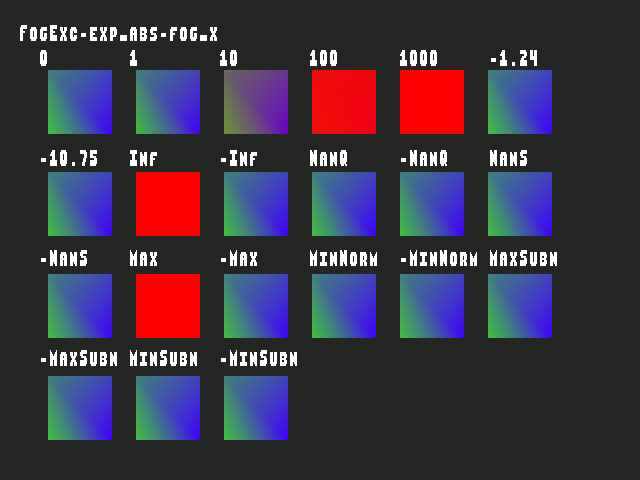 FogExc-exp_abs-fog_x
0 1 10 100 1000 -1.24
-10.75 Inf -Inf NanQ -NanQ NanS
-NanS Max -Max MinNorm -MinNorm MaxSubN
-MaxSubN MinSubN -MinSubN